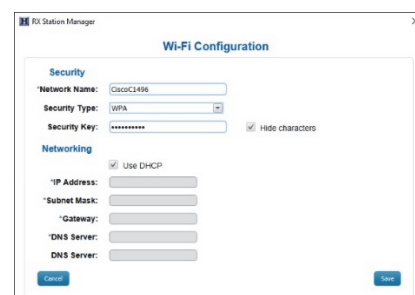 RX Station Manager
Wi-Fi Configuration
Security
*Network Name: CiscoC1496
Security Type: WPA
Security Key: ••••••••••
Hide characters
Networking
Use DHCP
*IP Address:
*Subnet Mask:
*Gateway:
*DNS Server:
DNS Server:
Cancel Save